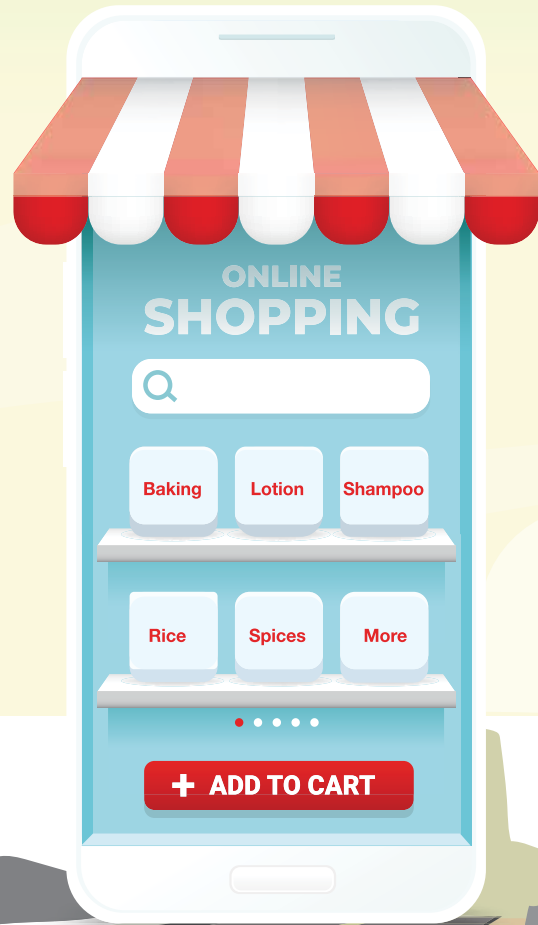 ONLINE
SHOPPING
Baking Lotion Shampoo
Rice Spices More
+ ADD TO CART